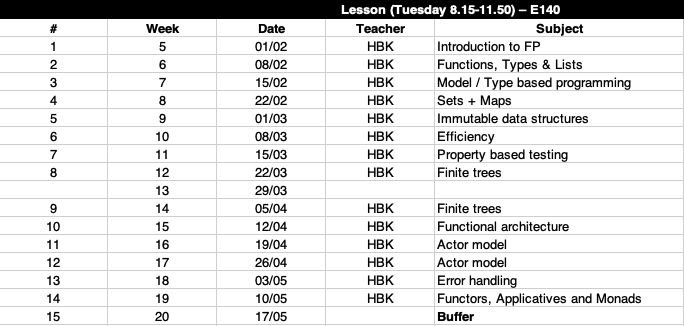 Lesson (Tuesday 8.15-11.50) – E140
# Week Date Teacher Subject
1 5 01/02 HBK Introduction to FP
2 6 08/02 HBK Functions, Types & Lists
3 7 15/02 HBK Model / Type based programming
4 8 22/02 HBK Sets + Maps
5 9 01/03 HBK Immutable data structures
6 10 08/03 HBK Efficiency
7 11 15/03 HBK Property based testing
8 12 22/03 HBK Finite trees
13 29/03
9 14 05/04 HBK Finite trees
10 15 12/04 HBK Functional architecture
11 16 19/04 HBK Actor model
12 17 26/04 HBK Actor model
13 18 03/05 HBK Error handling
14 19 10/05 HBK Functors, Applicatives and Monads
15 20 17/05 Buffer